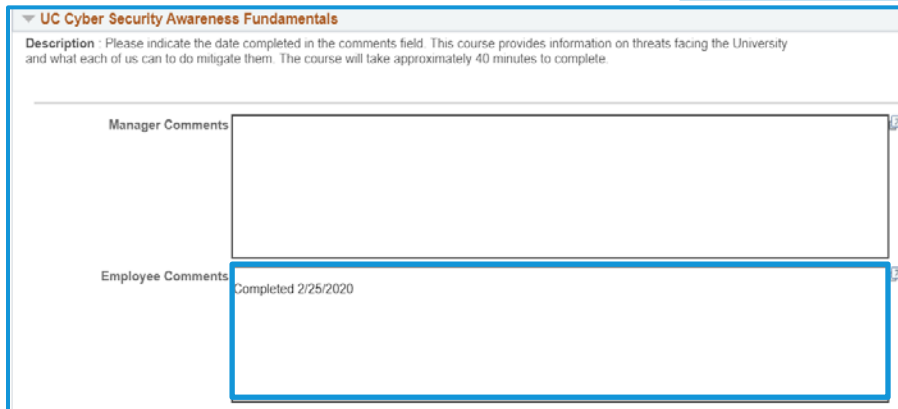 UC Cyber Security Awareness Fundamentals
Description : Please indicate the date completed in the comments field. This course provides information on threats facing the University
and what each of us can to do mitigate them. The course will take approximately 40 minutes to complete.
Manager Comments
Employee Comments
Completed 2/25/2020